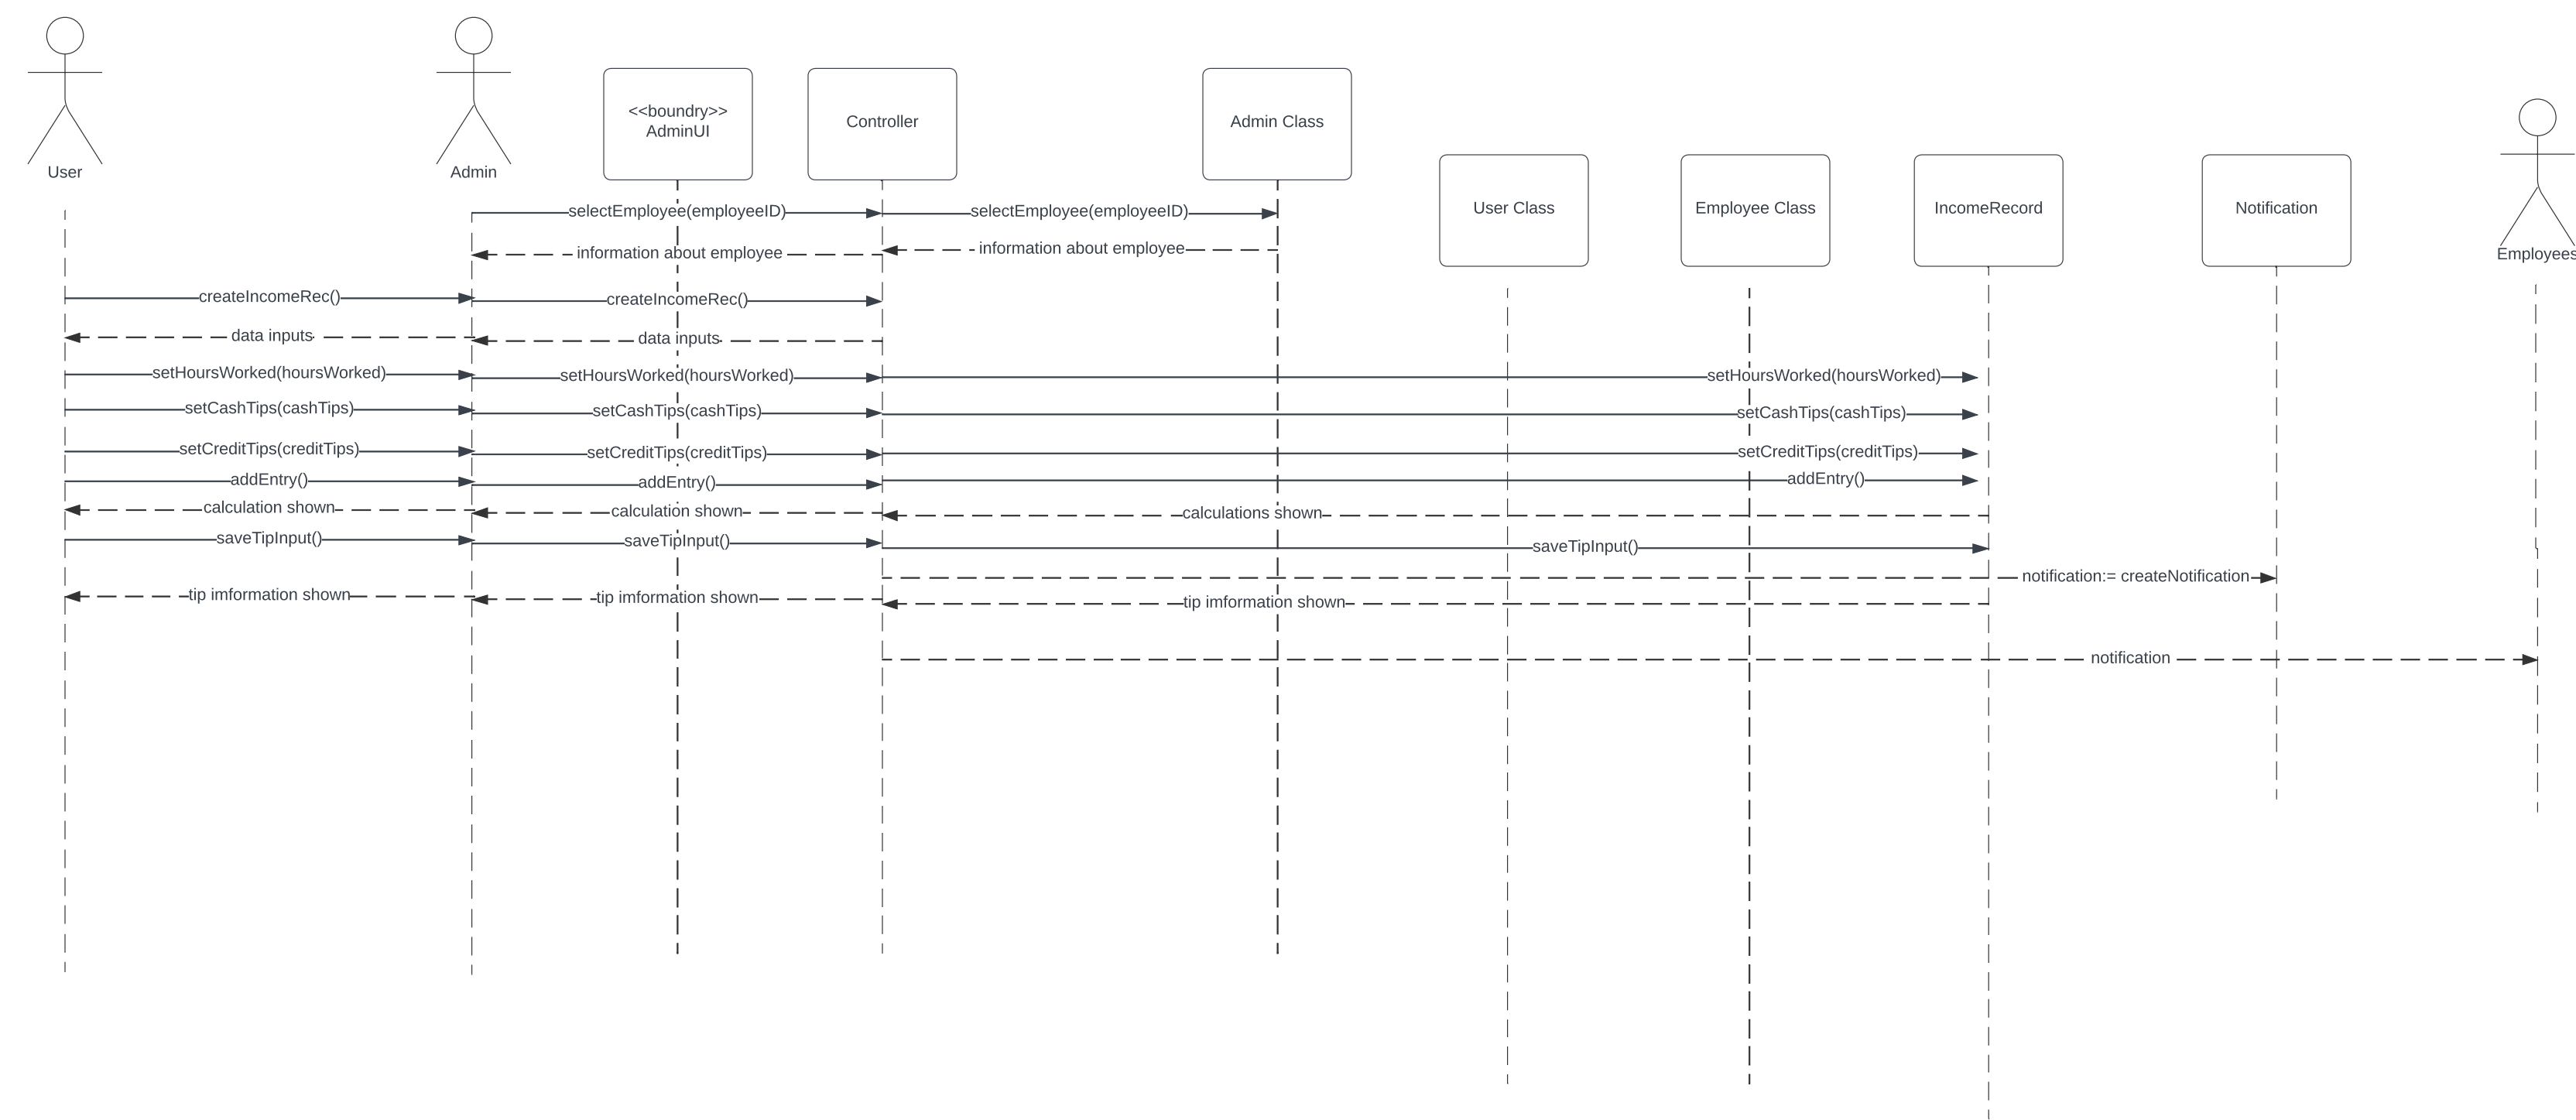 User
Admin
<<boundry>>
AdminUI
Controller
Admin Class
User Class
Employee Class
IncomeRecord
Notification
Employees
selectEmployee(employeeID)
selectEmployee(employeeID)
information about employee
information about employee
createIncomeRec()
createIncomeRec()
data inputs
data inputs
setHoursWorked(hoursWorked)
setHoursWorked(hoursWorked)
setHoursWorked(hoursWorked)
setCashTips(cashTips)
setCashTips(cashTips)
setCashTips(cashTips)
setCreditTips(creditTips)
setCreditTips(creditTips)
setCreditTips(creditTips)
addEntry()
addEntry()
addEntry()
calculation shown
calculation shown
calculations shown
saveTipInput()
saveTipInput()
saveTipInput()
notification:= createNotification
tip imformation shown
tip imformation shown
tip imformation shown
notification